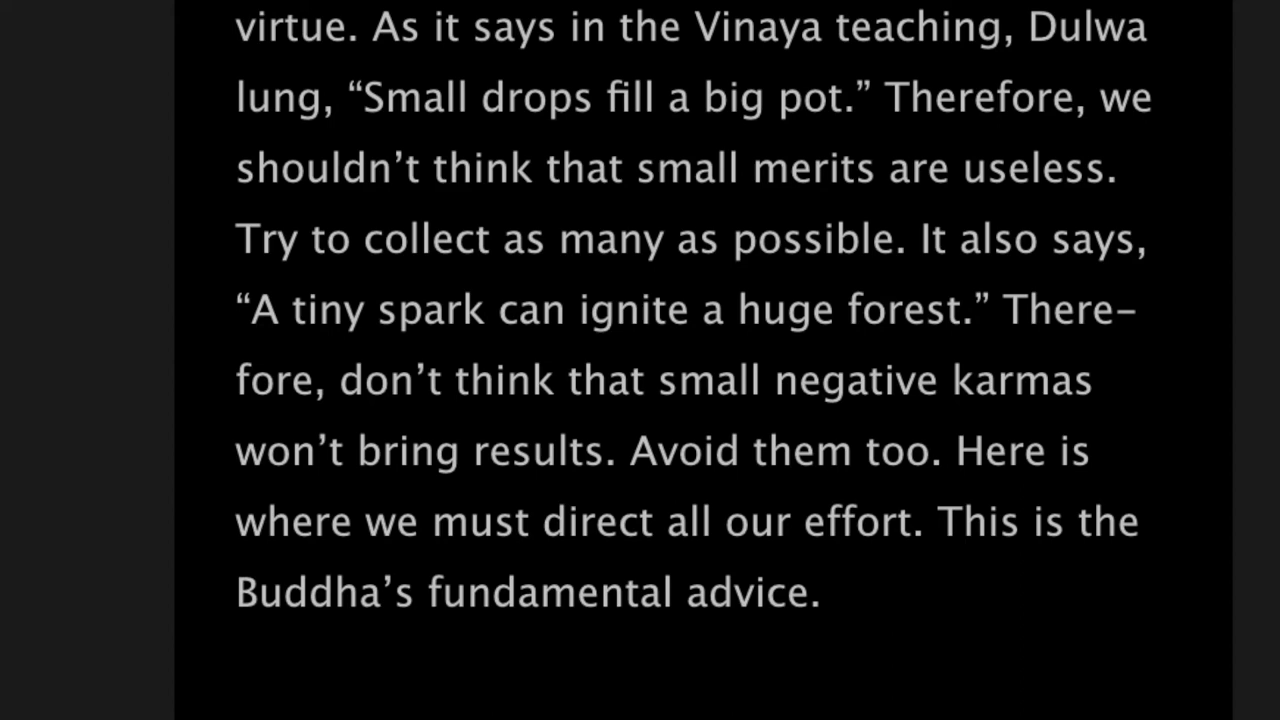 virtue. As it says in the Vinaya teaching, Dulwa
lung, “Small drops fill a big pot.” Therefore, we
shouldn’t think that small merits are useless.
Try to collect as many as possible. It also says,
“A tiny spark can ignite a huge forest.” There-
fore, don’t think that small negative karmas
won’t bring results. Avoid them too. Here is
where we must direct all our effort. This is the
Buddha’s fundamental advice.